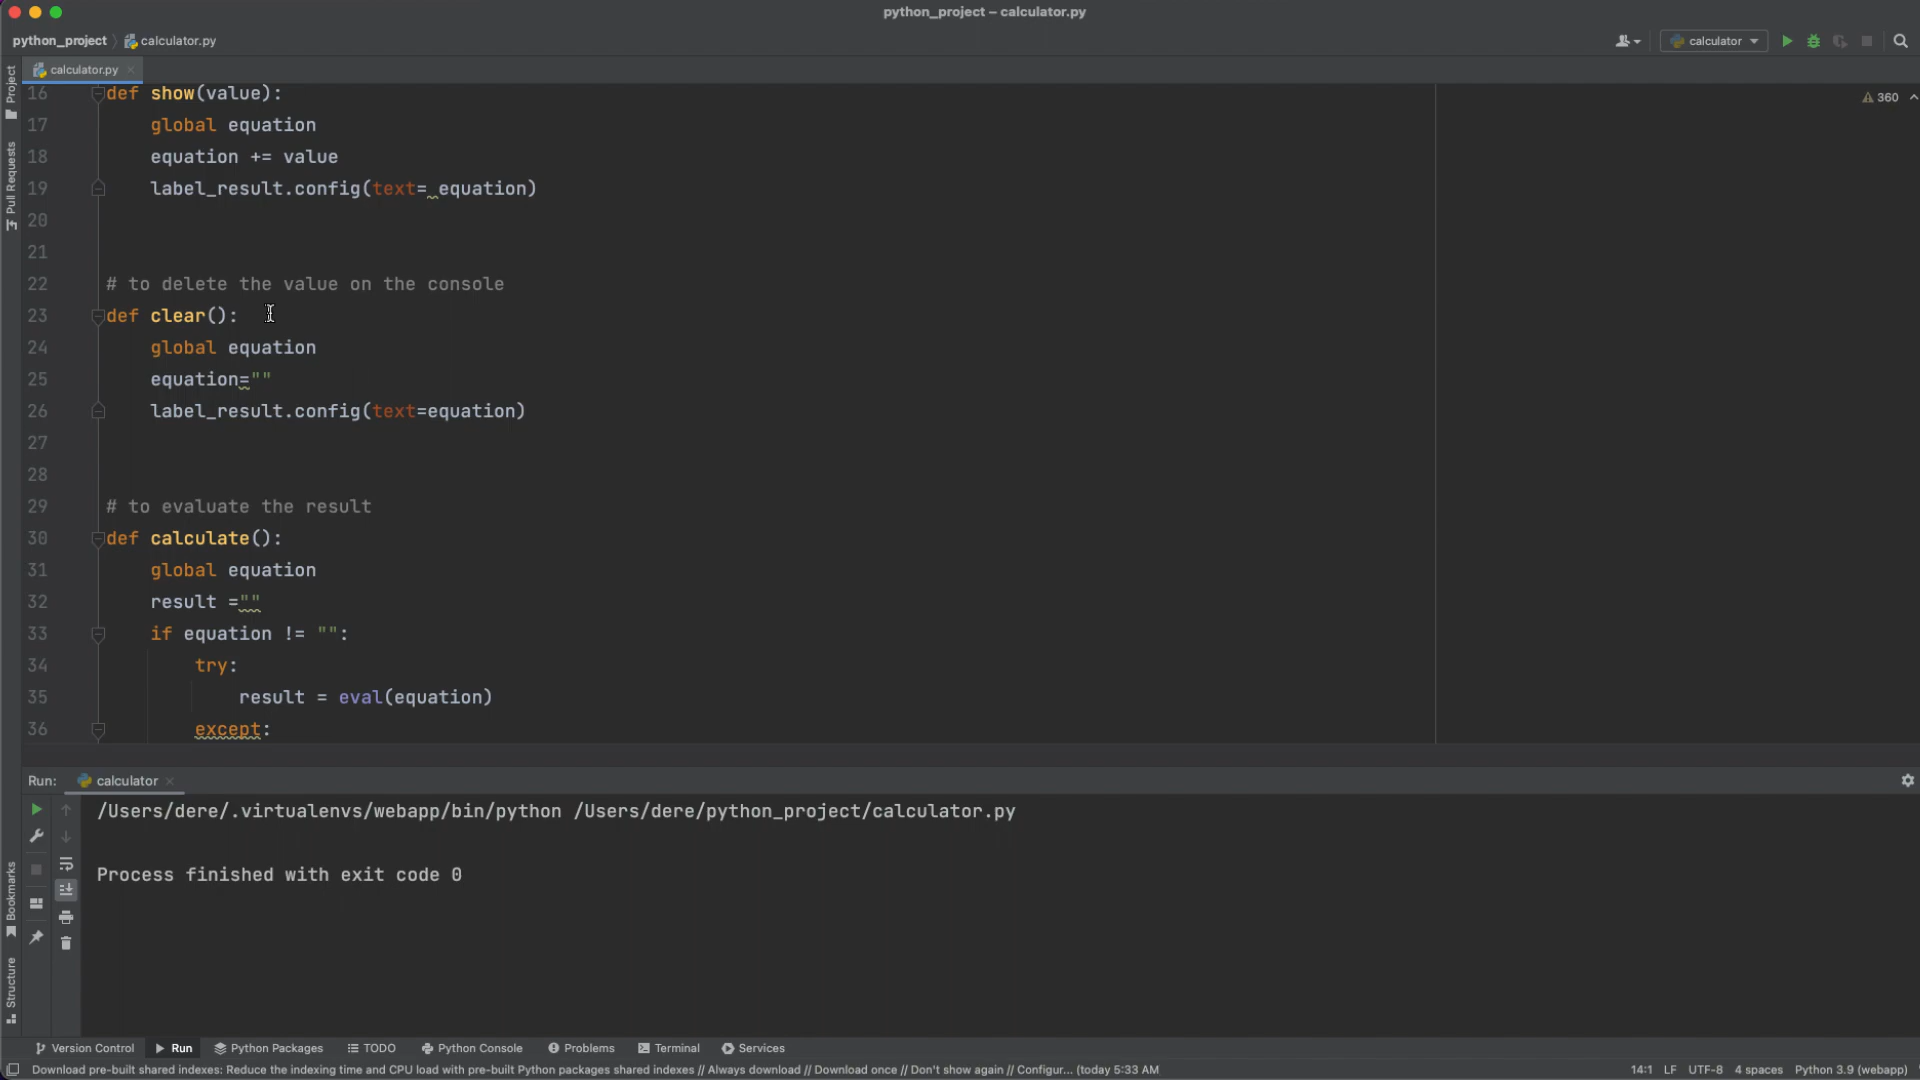 python_project – calculator.py
python_project calculator.py
calculator
calculator.py
Project
Pull Requests
360
16 def show(value):
17 global equation
18 equation += value
19 label_result.config(text= equation)
20
21
22 # to delete the value on the console
23 def clear():
24 global equation
25 equation=""
26 label_result.config(text=equation)
27
28
29 # to evaluate the result
30 def calculate():
31 global equation
32 result =""
33 if equation != "":
34 try:
35 result = eval(equation)
36 except:
Run: calculator
/Users/dere/.virtualenvs/webapp/bin/python /Users/dere/python_project/calculator.py
Process finished with exit code 0
Bookmarks
Structure
Version Control Run Python Packages TODO Python Console Problems Terminal Services
Download pre-built shared indexes: Reduce the indexing time and CPU load with pre-built Python packages shared indexes // Always download // Download once // Don't show again // Configur... (today 5:33 AM 14:1 LF UTF-8 4 spaces Python 3.9 (webapp)